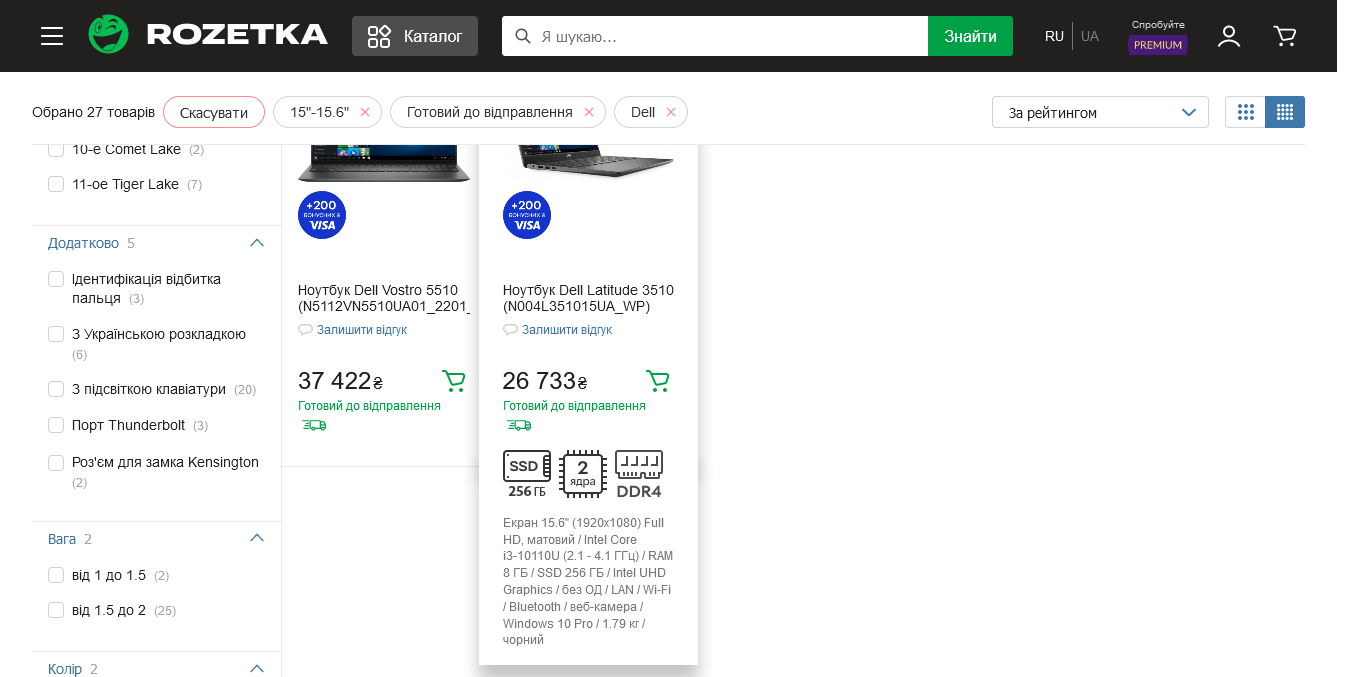 ROZETKA
Каталог
Я шукаю...
Знайти
RU
UA
Спробуйте
PREMIUM
Обрано 27 товарів
Скасувати
15"-15.6"
Готовий до відправлення
Dell
За рейтингом
10-е Comet Lake (2)
11-ое Tiger Lake (7)
Додатково 5
Ідентифікація відбитка
пальця (3)
З Українською розкладкою
(6)
З підсвіткою клавіатури (20)
Порт Thunderbolt (3)
Роз'єм для замка Kensington
(2)
Вага 2
від 1 до 1.5 (2)
від 1.5 до 2 (25)
Колір 2
+200
БОНУСНИХ ₴
VISA
Ноутбук Dell Vostro 5510
(N5112VN5510UA01_2201_
Залишити відгук
37 422₴
Готовий до відправлення
+200
БОНУСНИХ ₴
VISA
Ноутбук Dell Latitude 3510
(N004L351015UA_WP)
Залишити відгук
26 733₴
Готовий до відправлення
SSD
256 ГБ
2
ядра
DDR4
Екран 15.6" (1920x1080) Full
HD, матовий / Intel Core
i3-10110U (2.1 - 4.1 ГГц) / RAM
8 ГБ / SSD 256 ГБ / Intel UHD
Graphics / без ОД / LAN / Wi-Fi
/ Bluetooth / веб-камера /
Windows 10 Pro / 1.79 кг /
чорний